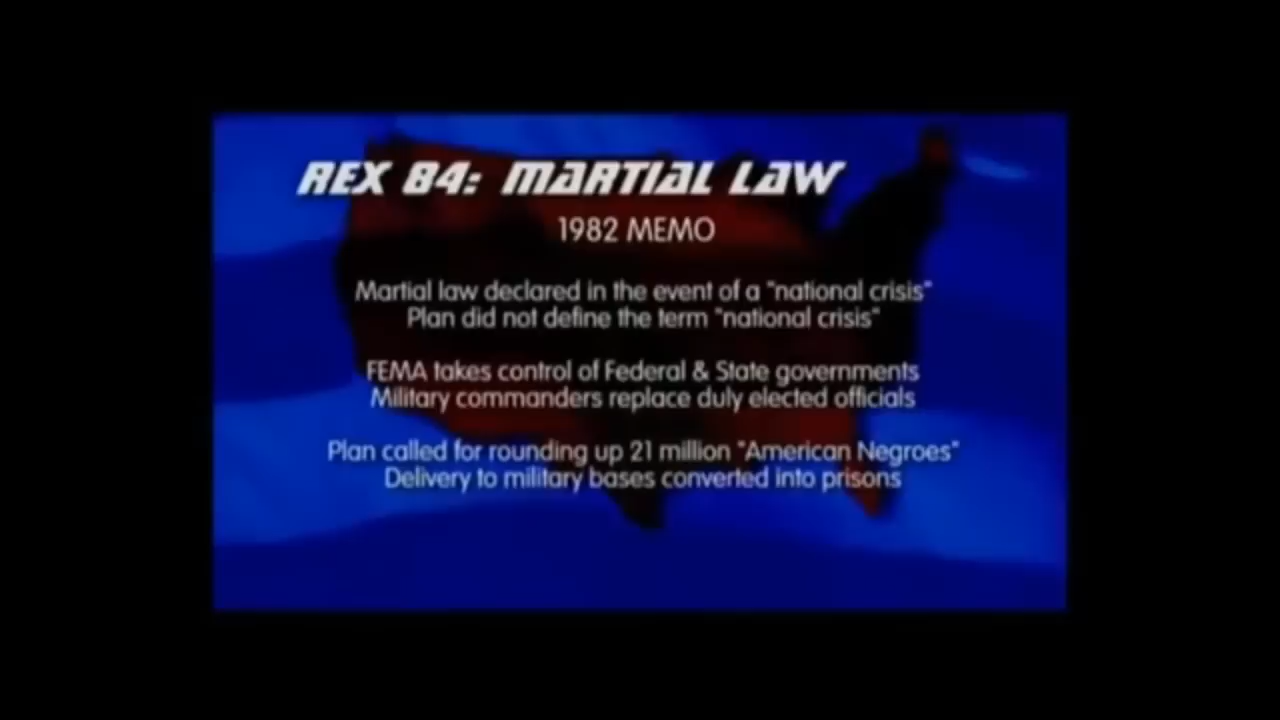 REX 84: MARTIAL LAW
1982 MEMO
Martial law declared in the event of a "national crisis"
Plan did not define the term "national crisis"
FEMA takes control of Federal & State governments
Military commanders replace duly elected officials
Plan called for rounding up 21 million "American Negroes"
Delivery to military bases converted into prisons